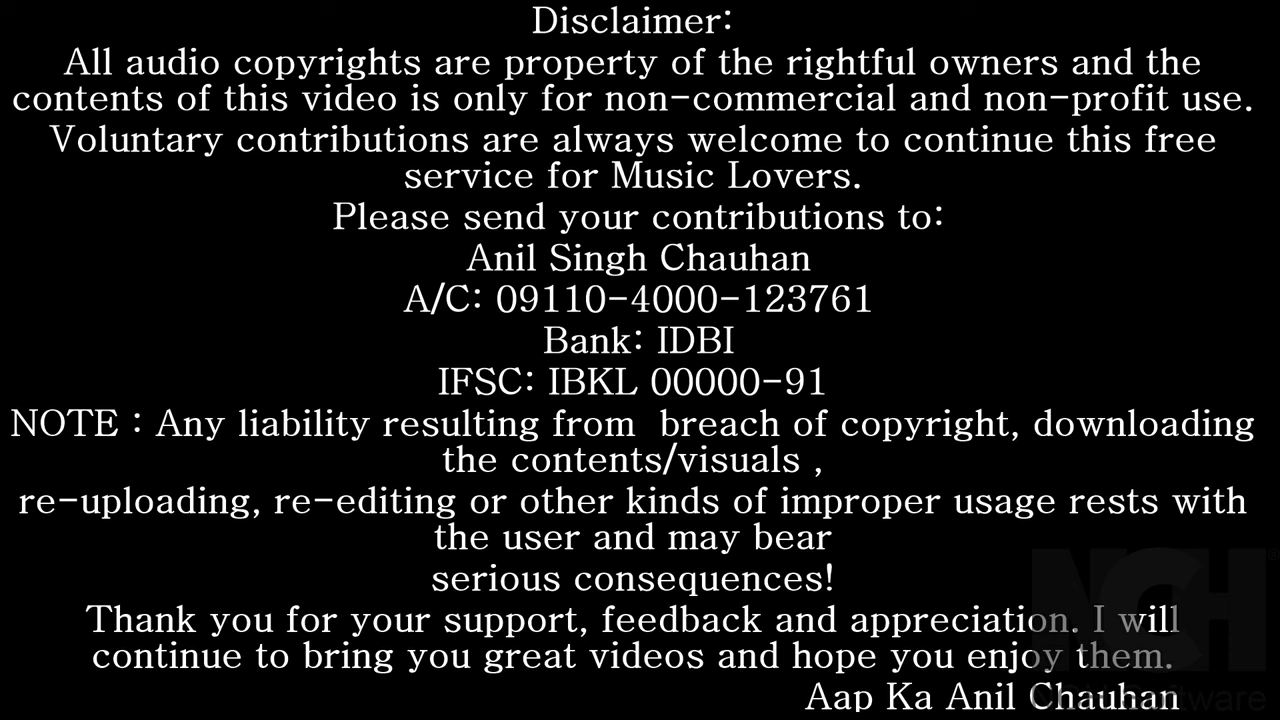 Disclaimer:
All audio copyrights are property of the rightful owners and the
contents of this video is only for non-commercial and non-profit use.
Voluntary contributions are always welcome to continue this free
service for Music Lovers.
Please send your contributions to:
Anil Singh Chauhan
A/C: 09110-4000-123761
Bank: IDBI
IFSC: IBKL 00000-91
NOTE : Any liability resulting from  breach of copyright, downloading
the contents/visuals ,
re-uploading, re-editing or other kinds of improper usage rests with
the user and may bear
serious consequences!
Thank you for your support, feedback and appreciation. I will
continue to bring you great videos and hope you enjoy them.
Aap Ka Anil Chauhan
NCH
NCH Software